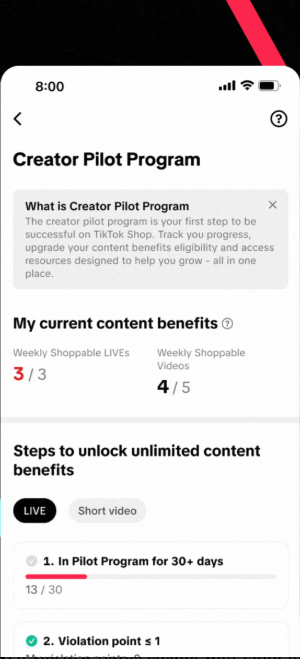 8:00
Creator Pilot Program
What is Creator Pilot Program
The creator pilot program is your first step to be
successful on TikTok Shop. Track you progress,
upgrade your content benefits eligibility and access
resources designed to help you grow - all in one
place.
My current content benefits
Weekly Shoppable LIVEs
3 / 3
Weekly Shoppable
Videos
4 / 5
Steps to unlock unlimited content
benefits
LIVE
Short video
1. In Pilot Program for 30+ days
13 / 30
2. Violation point ≤ 1